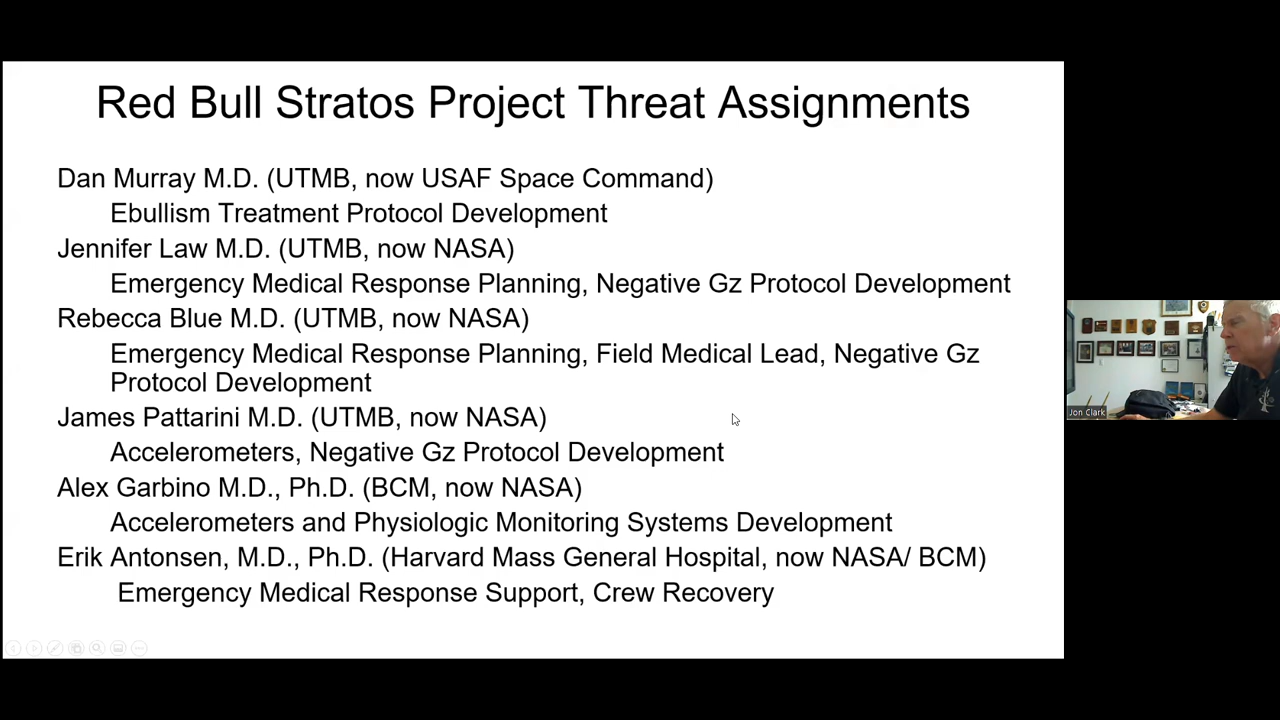 Red Bull Stratos Project Threat Assignments
Dan Murray M.D. (UTMB, now USAF Space Command)
Ebullism Treatment Protocol Development
Jennifer Law M.D. (UTMB, now NASA)
Emergency Medical Response Planning, Negative Gz Protocol Development
Rebecca Blue M.D. (UTMB, now NASA)
Emergency Medical Response Planning, Field Medical Lead, Negative Gz
Protocol Development
James Pattarini M.D. (UTMB, now NASA)
Accelerometers, Negative Gz Protocol Development
Alex Garbino M.D., Ph.D. (BCM, now NASA)
Accelerometers and Physiologic Monitoring Systems Development
Erik Antonsen, M.D., Ph.D. (Harvard Mass General Hospital, now NASA/ BCM)
Emergency Medical Response Support, Crew Recovery
Jon Clark